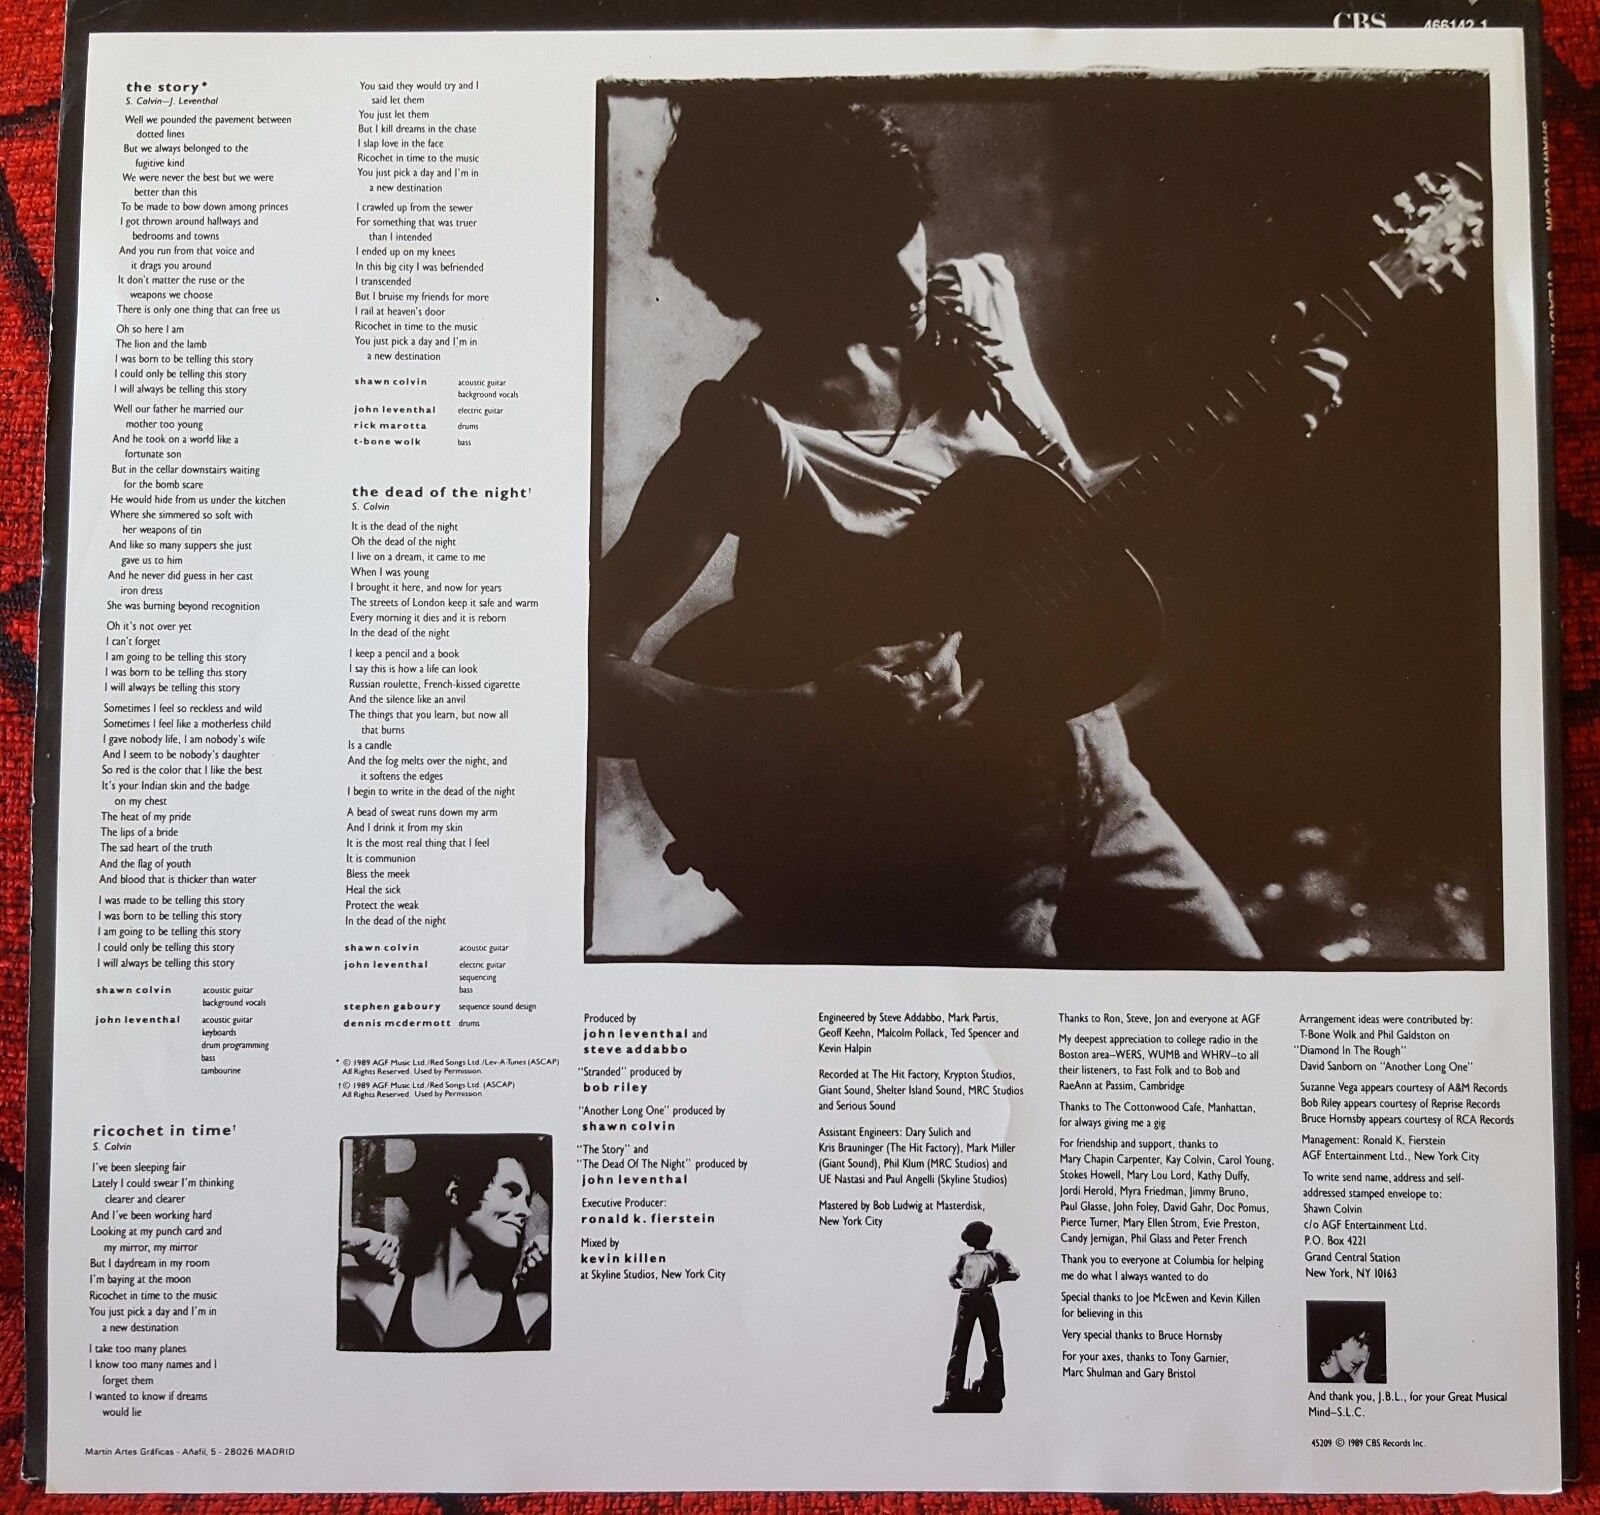 CBS 466142 1
the story*
S. Colvin—J. Leventhal
Well we pounded the pavement between
dotted lines
But we always belonged to the
fugitive kind
We were never the best but we were
better than this
To be made to bow down among princes
I got thrown around hallways and
bedrooms and towns
And you run from that voice and
it drags you around
It don't matter the ruse or the
weapons we choose
There is only one thing that can free us
Oh so here I am
The lion and the lamb
I was born to be telling this story
I could only be telling this story
I will always be telling this story
Well our father he married our
mother too young
And he took on a world like a
fortunate son
But in the cellar downstairs waiting
for the bomb scare
He would hide from us under the kitchen
Where she simmered so soft with
her weapons of tin
And like so many suppers she just
gave us to him
And he never did guess in her cast
iron dress
She was burning beyond recognition
Oh it's not over yet
I can't forget
I am going to be telling this story
I was born to be telling this story
I will always be telling this story
Sometimes I feel so reckless and wild
Sometimes I feel like a motherless child
I gave nobody life, I am nobody's wife
And I seem to be nobody's daughter
So red is the color that I like the best
It's your Indian skin and the badge
on my chest
The heat of my pride
The lips of a bride
The sad heart of the truth
And the flag of youth
And blood that is thicker than water
I was made to be telling this story
I was born to be telling this story
I am going to be telling this story
I could only be telling this story
I will always be telling this story
shawn colvin acoustic guitar
background vocals
john leventhal acoustic guitar
keyboards
drum programming
bass
tambourine
ricochet in time†
S. Colvin
I've been sleeping fair
Lately I could swear I'm thinking
clearer and clearer
And I've been working hard
Looking at my punch card and
my mirror, my mirror
But I daydream in my room
I'm baying at the moon
Ricochet in time to the music
You just pick a day and I'm in
a new destination
I take too many planes
I know too many names and I
forget them
I wanted to know if dreams
would lie
Martin Artes Gráficas - Añafil, 5 - 28026 MADRID
You said they would try and I
said let them
You just let them
But I kill dreams in the chase
I slap love in the face
Ricochet in time to the music
You just pick a day and I'm in
a new destination
I crawled up from the sewer
For something that was truer
than I intended
I ended up on my knees
In this big city I was befriended
I transcended
But I bruise my friends for more
I rail at heaven's door
Ricochet in time to the music
You just pick a day and I'm in
a new destination
shawn colvin acoustic guitar
background vocals
john leventhal electric guitar
rick marotta drums
t-bone wolk bass
the dead of the night†
S. Colvin
It is the dead of the night
Oh the dead of the night
I live on a dream, it came to me
When I was young
I brought it here, and now for years
The streets of London keep it safe and warm
Every morning it dies and it is reborn
In the dead of the night
I keep a pencil and a book
I say this is how a life can look
Russian roulette, French-kissed cigarette
And the silence like an anvil
The things that you learn, but now all
that burns
Is a candle
And the fog melts over the night, and
it softens the edges
I begin to write in the dead of the night
A bead of sweat runs down my arm
And I drink it from my skin
It is the most real thing that I feel
It is communion
Bless the meek
Heal the sick
Protect the weak
In the dead of the night
shawn colvin acoustic guitar
john leventhal electric guitar
sequencing
bass
stephen gaboury sequence sound design
dennis mcdermott drums
* © 1989 AGF Music Ltd./Red Songs Ltd./Lev-A-Tunes (ASCAP)
All Rights Reserved. Used by Permission.
† © 1989 AGF Music Ltd./Red Songs Ltd. (ASCAP)
All Rights Reserved. Used by Permission.
Produced by
john leventhal and
steve addabbo
"Stranded" produced by
bob riley
"Another Long One" produced by
shawn colvin
"The Story" and
"The Dead Of The Night" produced by
john leventhal
Executive Producer:
ronald k. fierstein
Mixed by
kevin killen
at Skyline Studios, New York City
Engineered by Steve Addabbo, Mark Partis,
Geoff Keehn, Malcolm Pollack, Ted Spencer and
Kevin Halpin
Recorded at The Hit Factory, Krypton Studios,
Giant Sound, Shelter Island Sound, MRC Studios
and Serious Sound
Assistant Engineers: Dary Sulich and
Kris Brauninger (The Hit Factory), Mark Miller
(Giant Sound), Phil Klum (MRC Studios) and
UE Nastasi and Paul Angelli (Skyline Studios)
Mastered by Bob Ludwig at Masterdisk,
New York City
Thanks to Ron, Steve, Jon and everyone at AGF
My deepest appreciation to college radio in the
Boston area—WERS, WUMB and WHRV—to all
their listeners, to Fast Folk and to Bob and
RaeAnn at Passim, Cambridge
Thanks to The Cottonwood Cafe, Manhattan,
for always giving me a gig
For friendship and support, thanks to
Mary Chapin Carpenter, Kay Colvin, Carol Young,
Stokes Howell, Mary Lou Lord, Kathy Duffy,
Jordi Herold, Myra Friedman, Jimmy Bruno,
Paul Glasse, John Foley, David Gahr, Doc Pomus,
Pierce Turner, Mary Ellen Strom, Evie Preston,
Candy Jernigan, Phil Glass and Peter French
Thank you to everyone at Columbia for helping
me do what I always wanted to do
Special thanks to Joe McEwen and Kevin Killen
for believing in this
Very special thanks to Bruce Hornsby
For your axes, thanks to Tony Garnier,
Marc Shulman and Gary Bristol
Arrangement ideas were contributed by:
T-Bone Wolk and Phil Galdston on
"Diamond In The Rough"
David Sanborn on "Another Long One"
Suzanne Vega appears courtesy of A&M Records
Bob Riley appears courtesy of Reprise Records
Bruce Hornsby appears courtesy of RCA Records
Management: Ronald K. Fierstein
AGF Entertainment Ltd., New York City
To write send name, address and self-
addressed stamped envelope to:
Shawn Colvin
c/o AGF Entertainment Ltd.
P.O. Box 4221
Grand Central Station
New York, NY 10163
And thank you, J.B.L., for your Great Musical
Mind—S.L.C.
45209 © 1989 CBS Records Inc.
SHAWN COLVIN